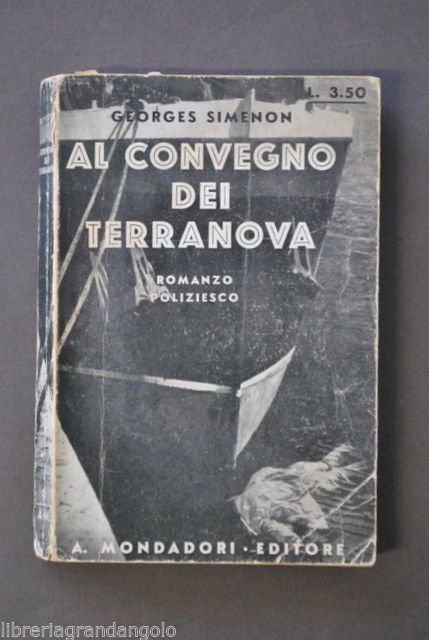 L. 3.50
GEORGES SIMENON
AL CONVEGNO
DEI
TERRANOVA
ROMANZO
POLIZIESCO
A. MONDADORI · EDITORE
libreriagrandangolo